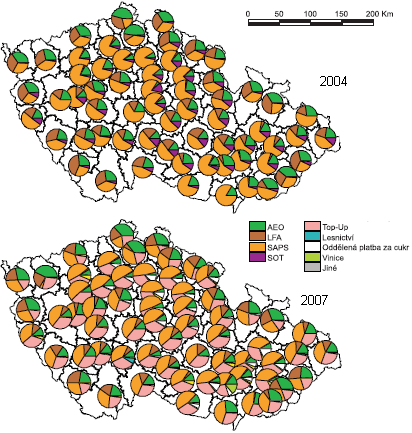 0 50 100 200 Km
2004
AEO
LFA
SAPS
SOT
Top-Up
Lesnictví
Oddělená platba za cukr
Vinice
Jiné
2007